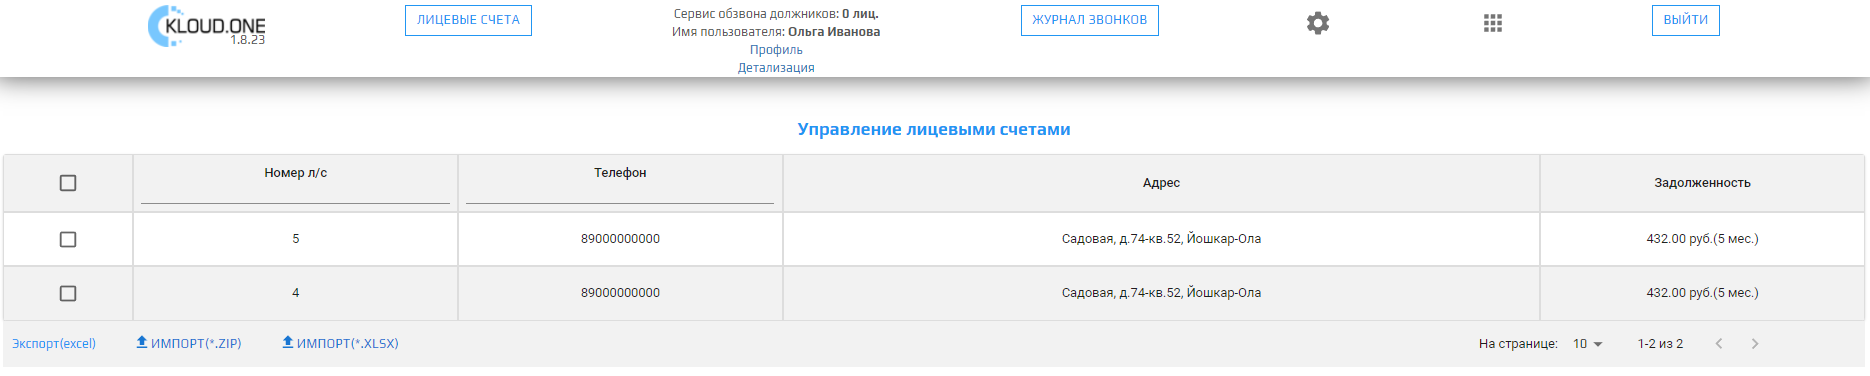 KLOUD.ONE
1.8.23
ЛИЦЕВЫЕ СЧЕТА
Сервис обзвона должников: 0 лиц.
Имя пользователя: Ольга Иванова
Профиль
Детализация
ЖУРНАЛ ЗВОНКОВ
ВЫЙТИ
Управление лицевыми счетами
Номер л/с Телефон Адрес Задолженность
5 89000000000 Садовая, д.74-кв.52, Йошкар-Ола 432.00 руб.(5 мес.)
4 89000000000 Садовая, д.74-кв.52, Йошкар-Ола 432.00 руб.(5 мес.)
Экспорт(excel) ИМПОРТ(*.ZIP) ИМПОРТ(*.XLSX) На странице: 10 1-2 из 2